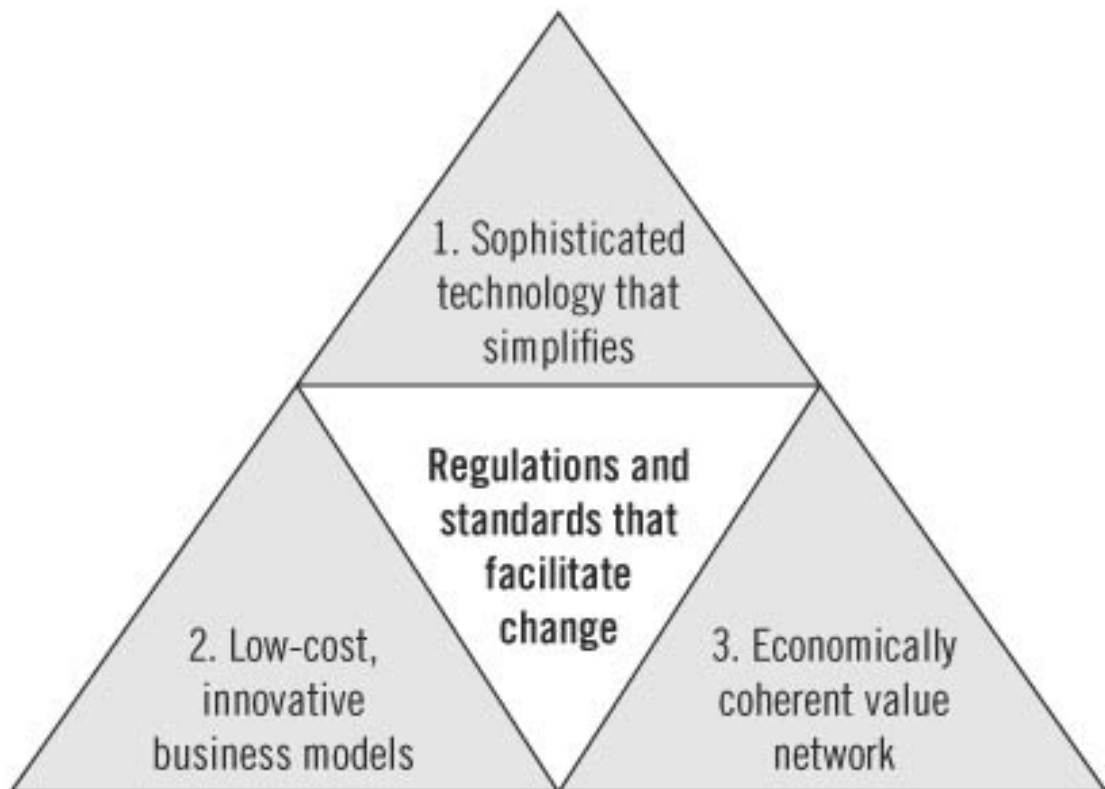 1. Sophisticated
technology that
simplifies
Regulations and
standards that
facilitate
change
2. Low-cost,
innovative
business models
3. Economically
coherent value
network